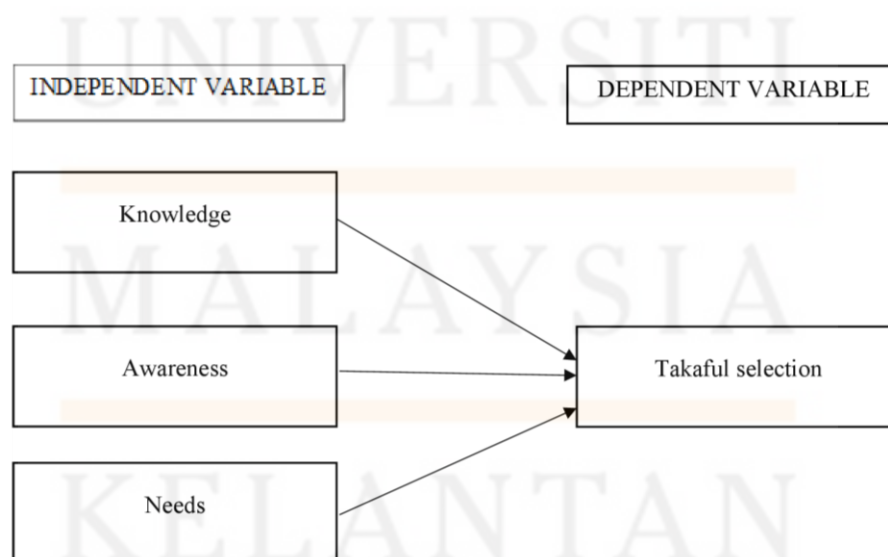 UNIVERSITI
INDEPENDENT VARIABLE
DEPENDENT VARIABLE
Knowledge
MALAYSIA
Awareness
Takaful selection
Needs
KELANTAN